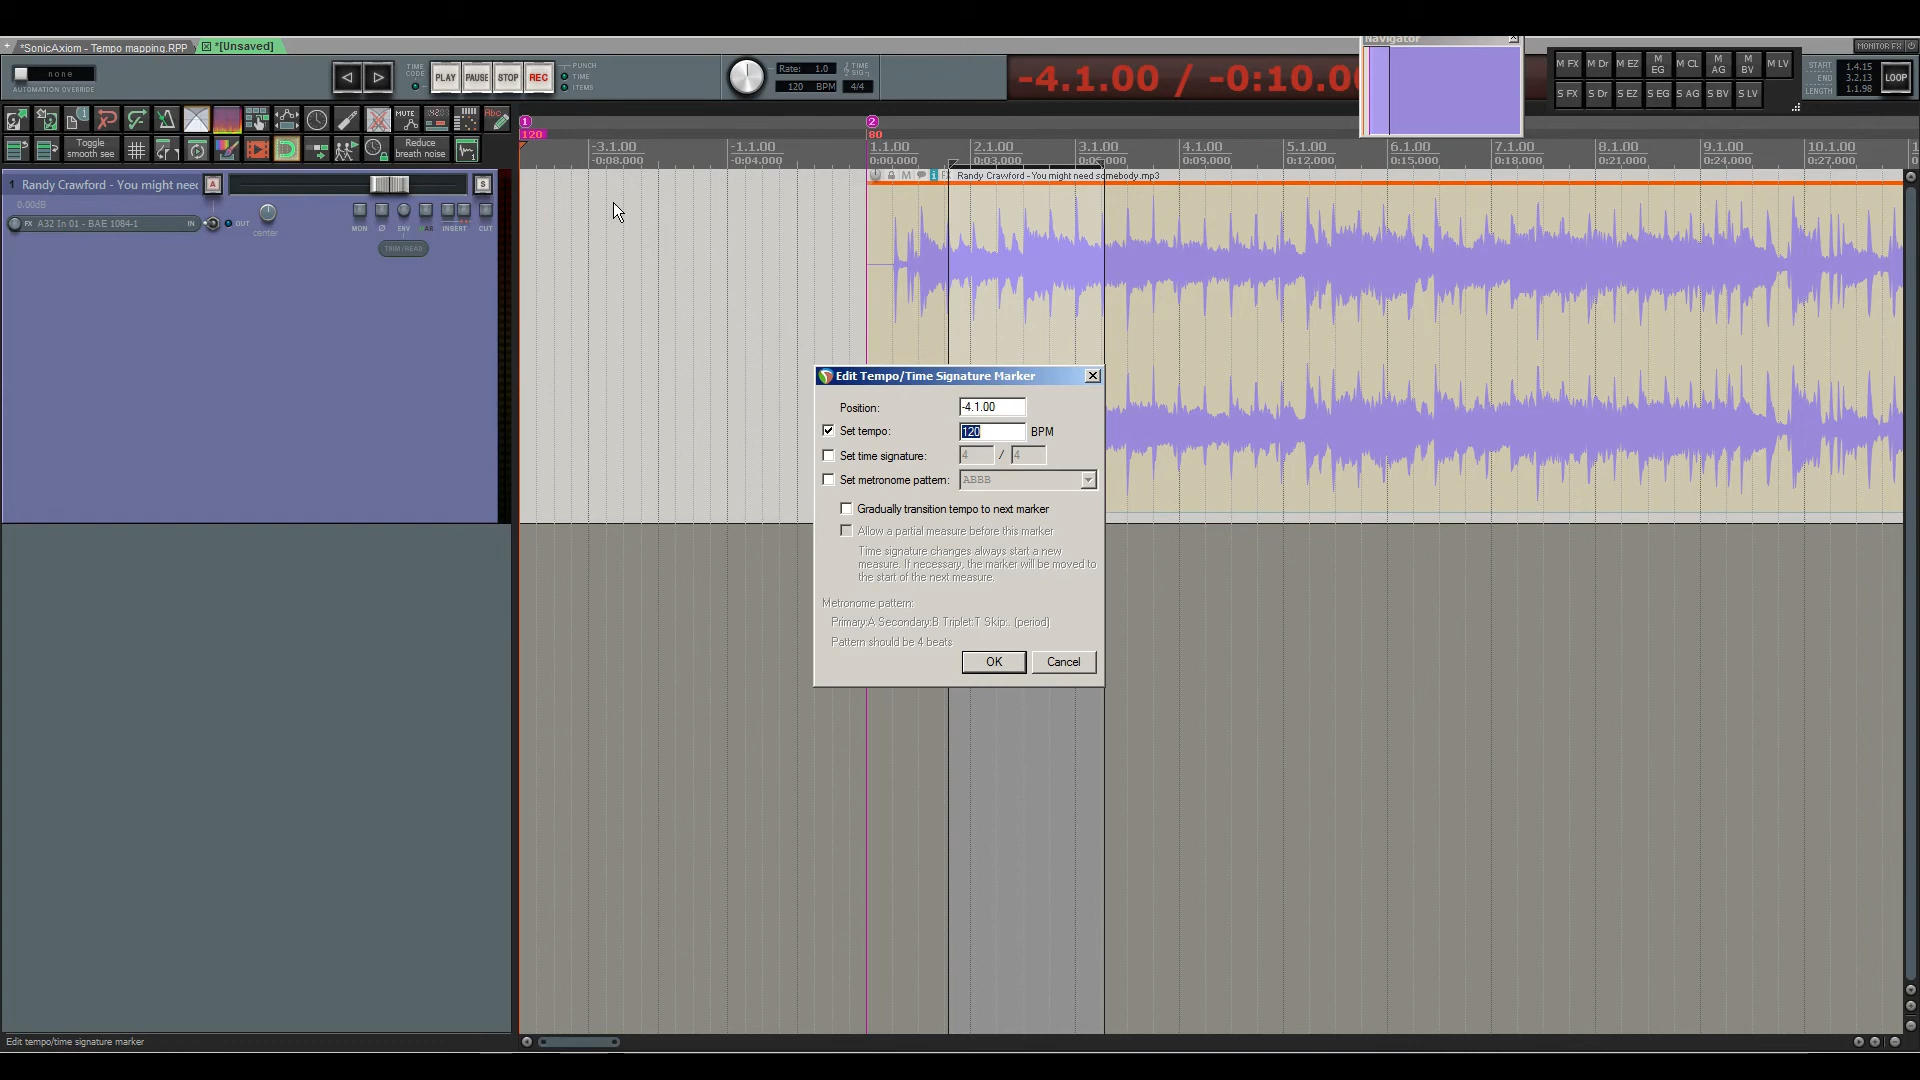 Navigator
+ *SonicAxiom - Tempo mapping.RPP *[Unsaved]
MONITOR FX
none
AUTOMATION OVERRIDE
TIME CODE
PLAY PAUSE STOP REC
PUNCH
TIME
ITEMS
Rate: 1.0
120 BPM
TIME SIG
4/4
-4.1.00 / -0:10.00
M FX M Dr M EZ M EG M CL M AG M BV M LV
S FX S Dr S EZ S EG S AG S BV S LV
START 1.4.15
END 3.2.13
LENGTH 1.1.98
LOOP
MUTE
Abc
Toggle smooth see
Reduce breath noise
1 2
120 80
-3.1.00 -1.1.00 1.1.00 2.1.00 3.1.00 4.1.00 5.1.00 6.1.00 7.1.00 8.1.00 9.1.00 10.1.00
-0:08.000 -0:04.000 0:00.000 0:03.000 0:06.000 0:09.000 0:12.000 0:15.000 0:18.000 0:21.000 0:24.000 0:27.000
1 Randy Crawford - You might need A S
0.00dB
FX A32 In 01 - BAE 1084-1 IN OUT
center
MON Ø ENV INSERT CUT
TRIM/READ
M i Randy Crawford - You might need somebody.mp3
Edit Tempo/Time Signature Marker
Position: -4.1.00
Set tempo: 120 BPM
Set time signature: 4 / 4
Set metronome pattern: ABBB
Gradually transition tempo to next marker
Allow a partial measure before this marker
Time signature changes always start a new
measure. If necessary, the marker will be moved to
the start of the next measure.
Metronome pattern:
Primary:A Secondary:B Triplet:T Skip:. (period)
Pattern should be 4 beats
OK Cancel
Edit tempo/time signature marker